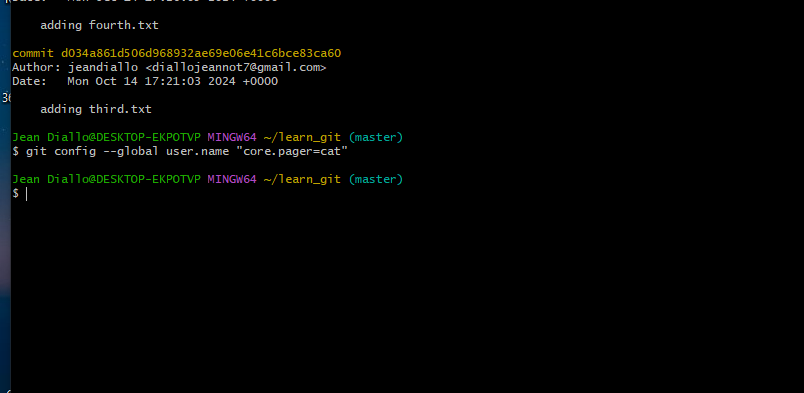 adding fourth.txt
commit d034a861d506d968932ae69e06e41c6bce83ca60
Author: jeandiallo <diallojeannot7@gmail.com>
Date:   Mon Oct 14 17:21:03 2024 +0000
adding third.txt
Jean Diallo@DESKTOP-EKPOTVP MINGW64 ~/learn_git (master)
$ git config --global user.name "core.pager=cat"
Jean Diallo@DESKTOP-EKPOTVP MINGW64 ~/learn_git (master)
$